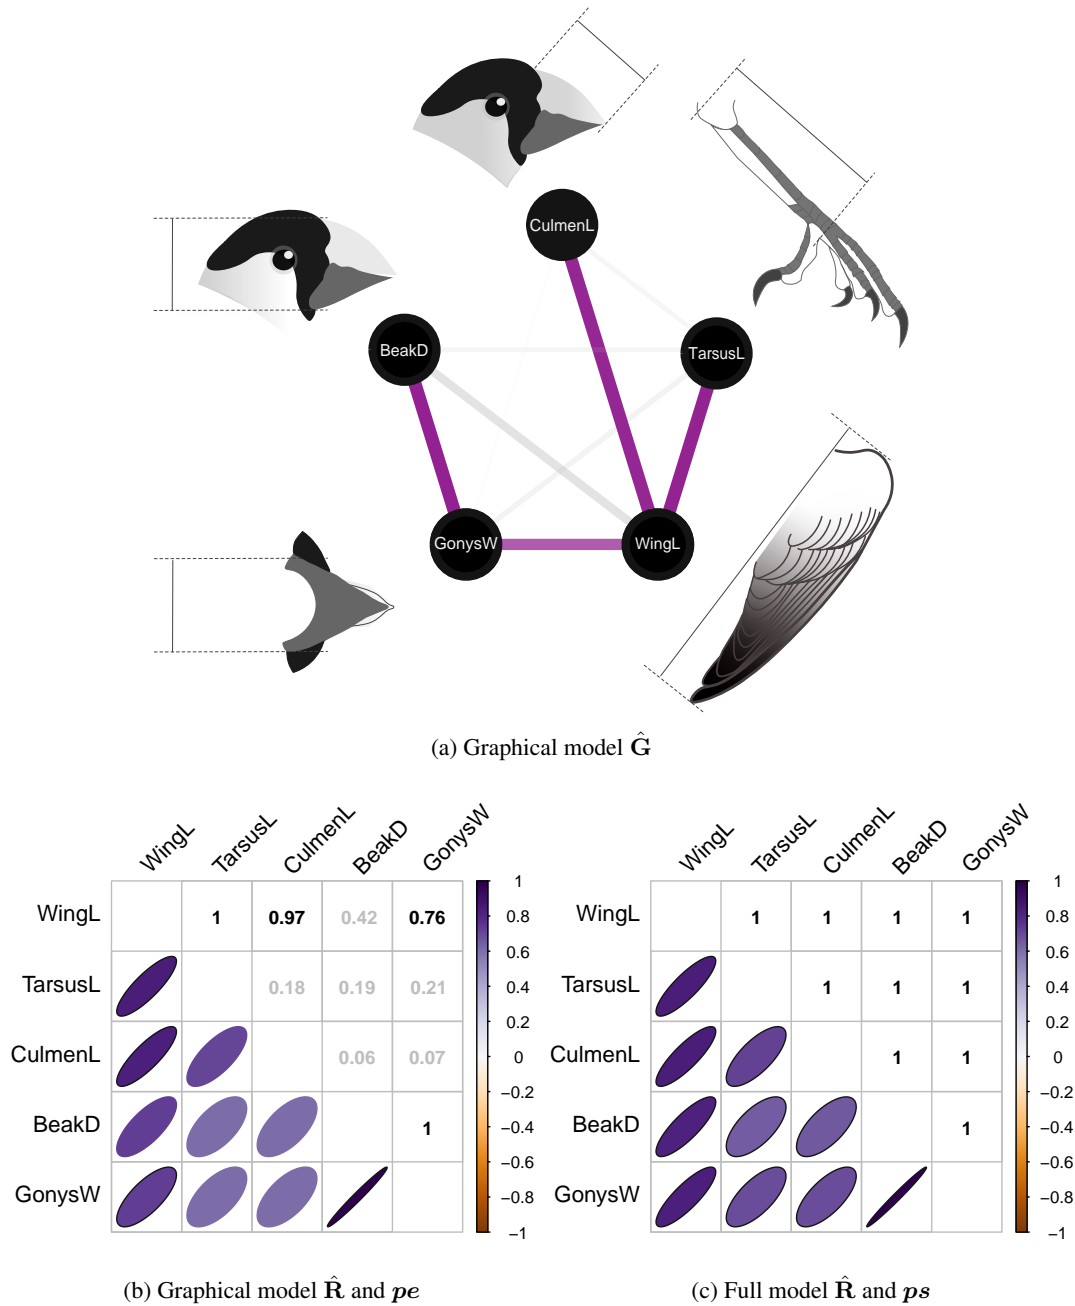 CulmenL
BeakD
TarsusL
GonysW
WingL
(a) Graphical model Ĝ
WingL TarsusL CulmenL BeakD GonysW
WingL 1 0.97 0.42 0.76
TarsusL 0.18 0.19 0.21
CulmenL 0.06 0.07
BeakD 1
GonysW
1
0.8
0.6
0.4
0.2
0
−0.2
−0.4
−0.6
−0.8
−1
(b) Graphical model R̂ and pe
WingL TarsusL CulmenL BeakD GonysW
WingL 1 1 1 1
TarsusL 1 1 1
CulmenL 1 1
BeakD 1
GonysW
1
0.8
0.6
0.4
0.2
0
−0.2
−0.4
−0.6
−0.8
−1
(c) Full model R̂ and ps